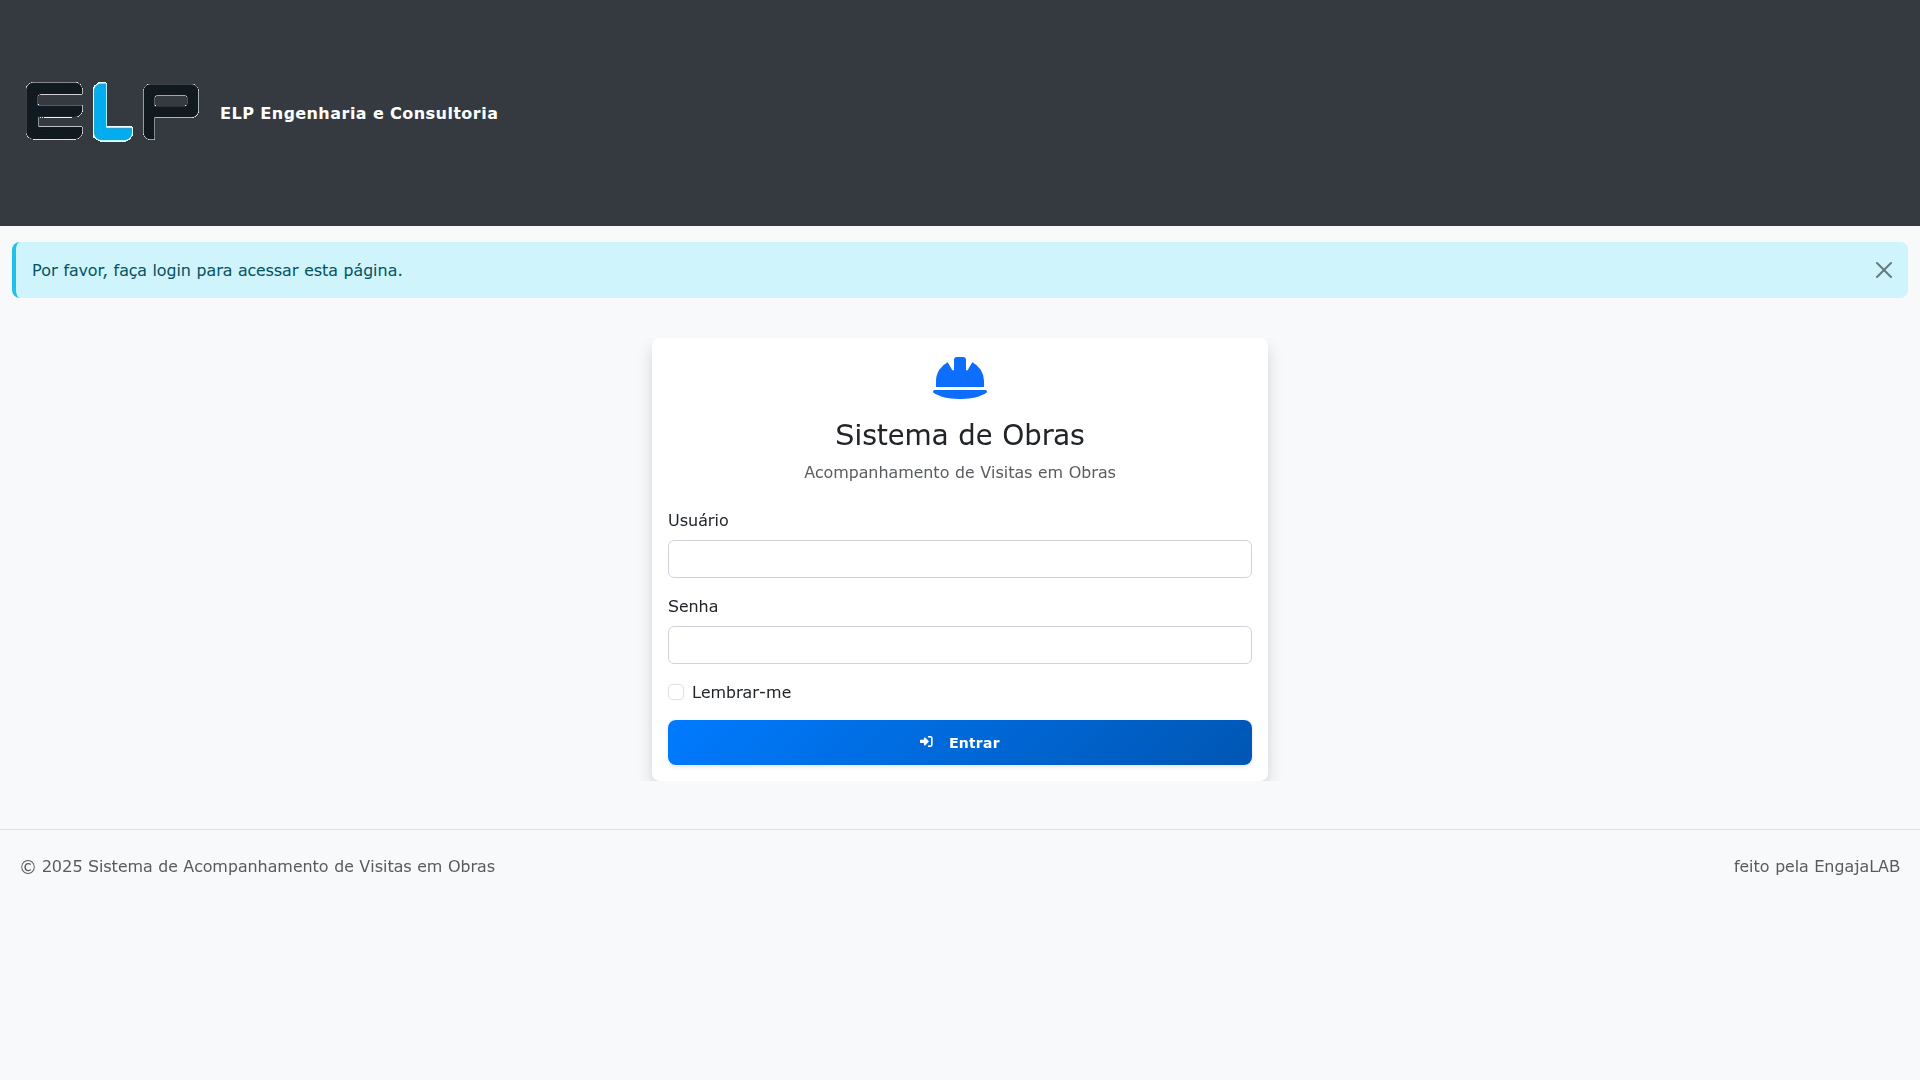 ELP
ELP Engenharia e Consultoria
Por favor, faça login para acessar esta página.
Sistema de Obras
Acompanhamento de Visitas em Obras
Usuário
Senha
Lembrar-me
Entrar
© 2025 Sistema de Acompanhamento de Visitas em Obras
feito pela EngajaLAB